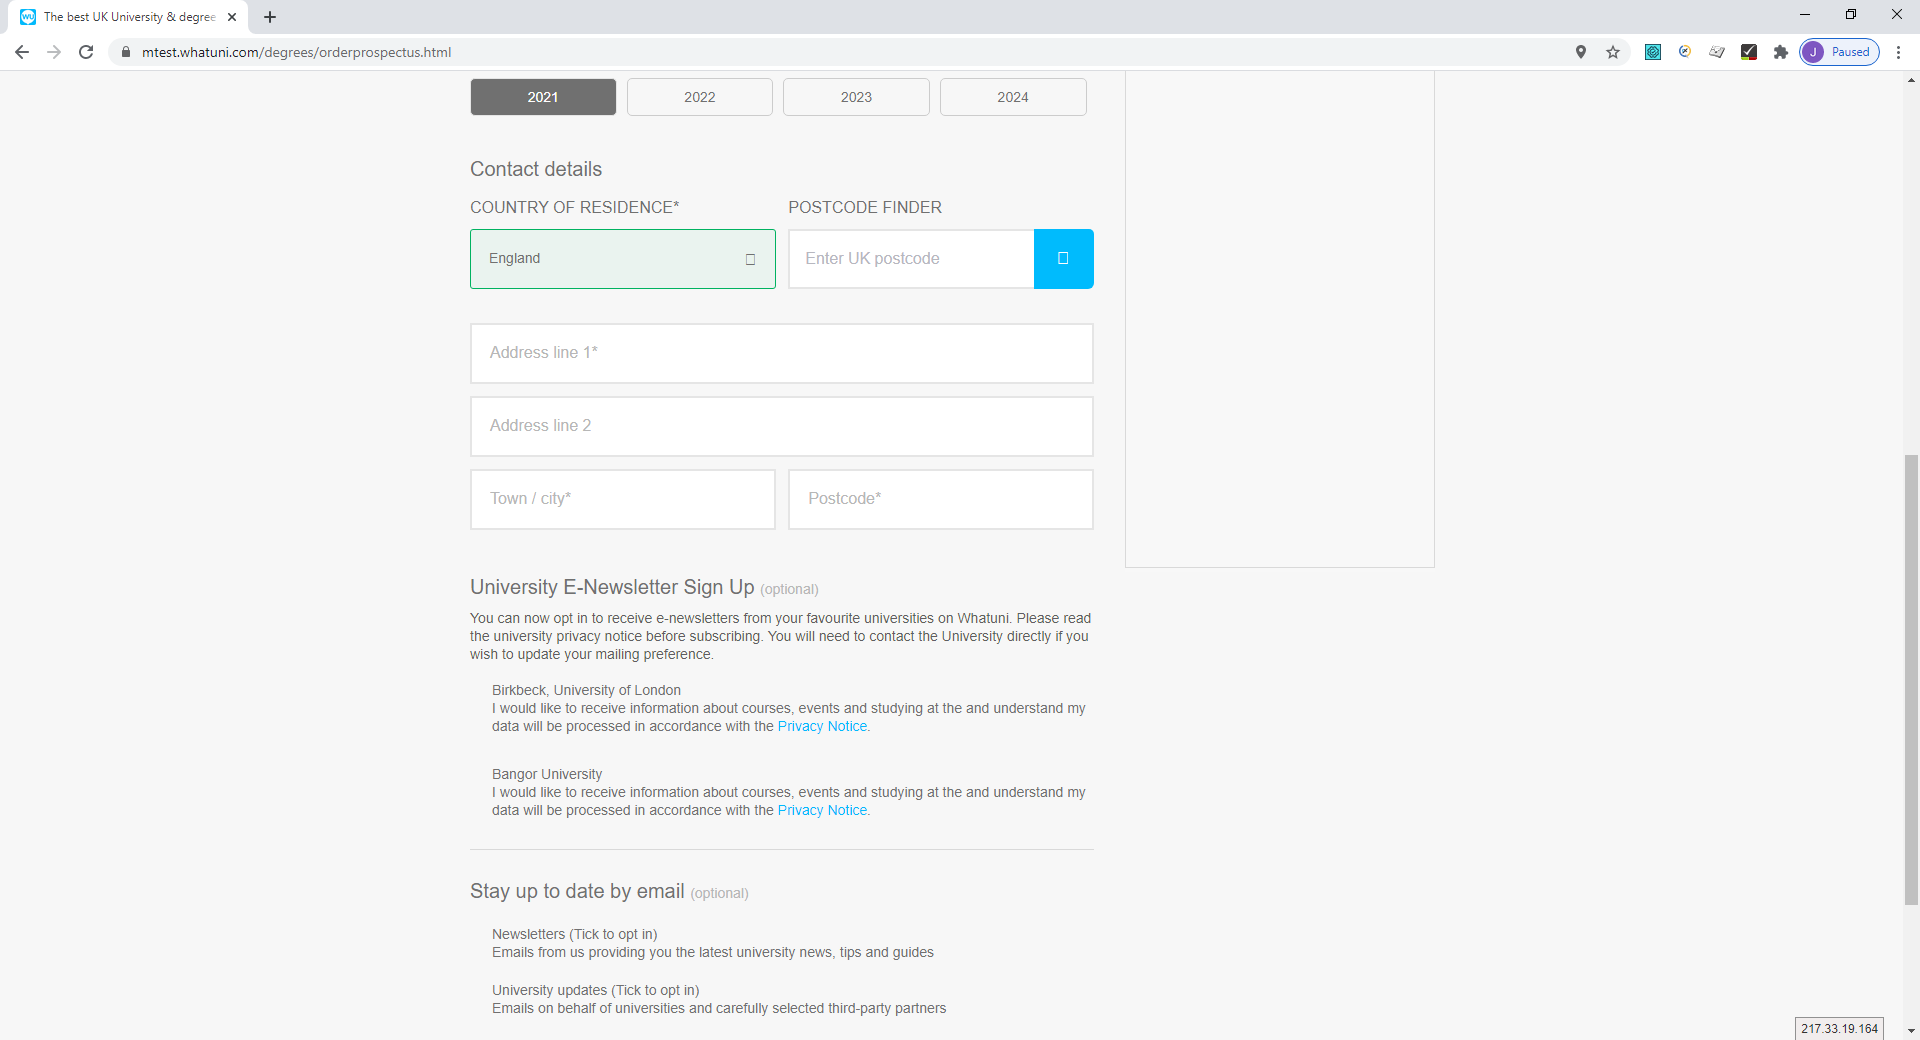 The best UK University & degree
mtest.whatuni.com/degrees/orderprospectus.html
J Paused
2021 2022 2023 2024
Contact details
COUNTRY OF RESIDENCE* POSTCODE FINDER
England Enter UK postcode
Address line 1*
Address line 2
Town / city* Postcode*
University E-Newsletter Sign Up (optional)
You can now opt in to receive e-newsletters from your favourite universities on Whatuni. Please read
the university privacy notice before subscribing. You will need to contact the University directly if you
wish to update your mailing preference.
Birkbeck, University of London
I would like to receive information about courses, events and studying at the and understand my
data will be processed in accordance with the Privacy Notice.
Bangor University
I would like to receive information about courses, events and studying at the and understand my
data will be processed in accordance with the Privacy Notice.
Stay up to date by email (optional)
Newsletters (Tick to opt in)
Emails from us providing you the latest university news, tips and guides
University updates (Tick to opt in)
Emails on behalf of universities and carefully selected third-party partners
217.33.19.164